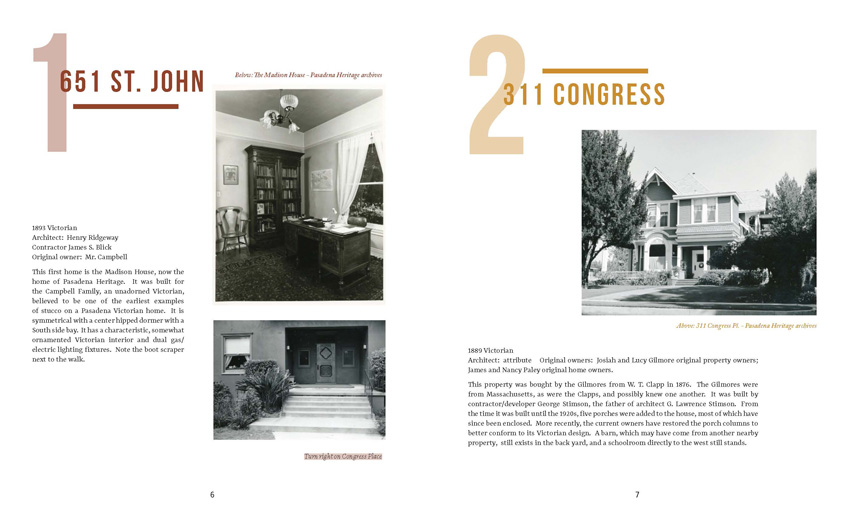 1
651 ST. JOHN
Below: The Madison House - Pasadena Heritage archives
1893 Victorian
Architect: Henry Ridgeway
Contractor James S. Blick
Original owner: Mr. Campbell
This first home is the Madison House, now the
home of Pasadena Heritage. It was built for
the Campbell Family, an unadorned Victorian,
believed to be one of the earliest examples
of stucco on a Pasadena Victorian home. It is
symmetrical with a center hipped dormer with a
South side bay. It has a characteristic, somewhat
ornamented Victorian interior and dual gas/
electric lighting fixtures. Note the boot scraper
next to the walk.
Turn right on Congress Place
6
2
311 CONGRESS
Above: 311 Congress Pl. - Pasadena Heritage archives
1889 Victorian
Architect: attribute Original owners: Josiah and Lucy Gilmore original property owners;
James and Nancy Paley original home owners.
This property was bought by the Gilmores from W. T. Clapp in 1876. The Gilmores were
from Massachusetts, as were the Clapps, and possibly knew one another. It was built by
contractor/developer George Stimson, the father of architect G. Lawrence Stimson. From
the time it was built until the 1920s, five porches were added to the house, most of which have
since been enclosed. More recently, the current owners have restored the porch columns to
better conform to its Victorian design. A barn, which may have come from another nearby
property, still exists in the back yard, and a schoolroom directly to the west still stands.
7